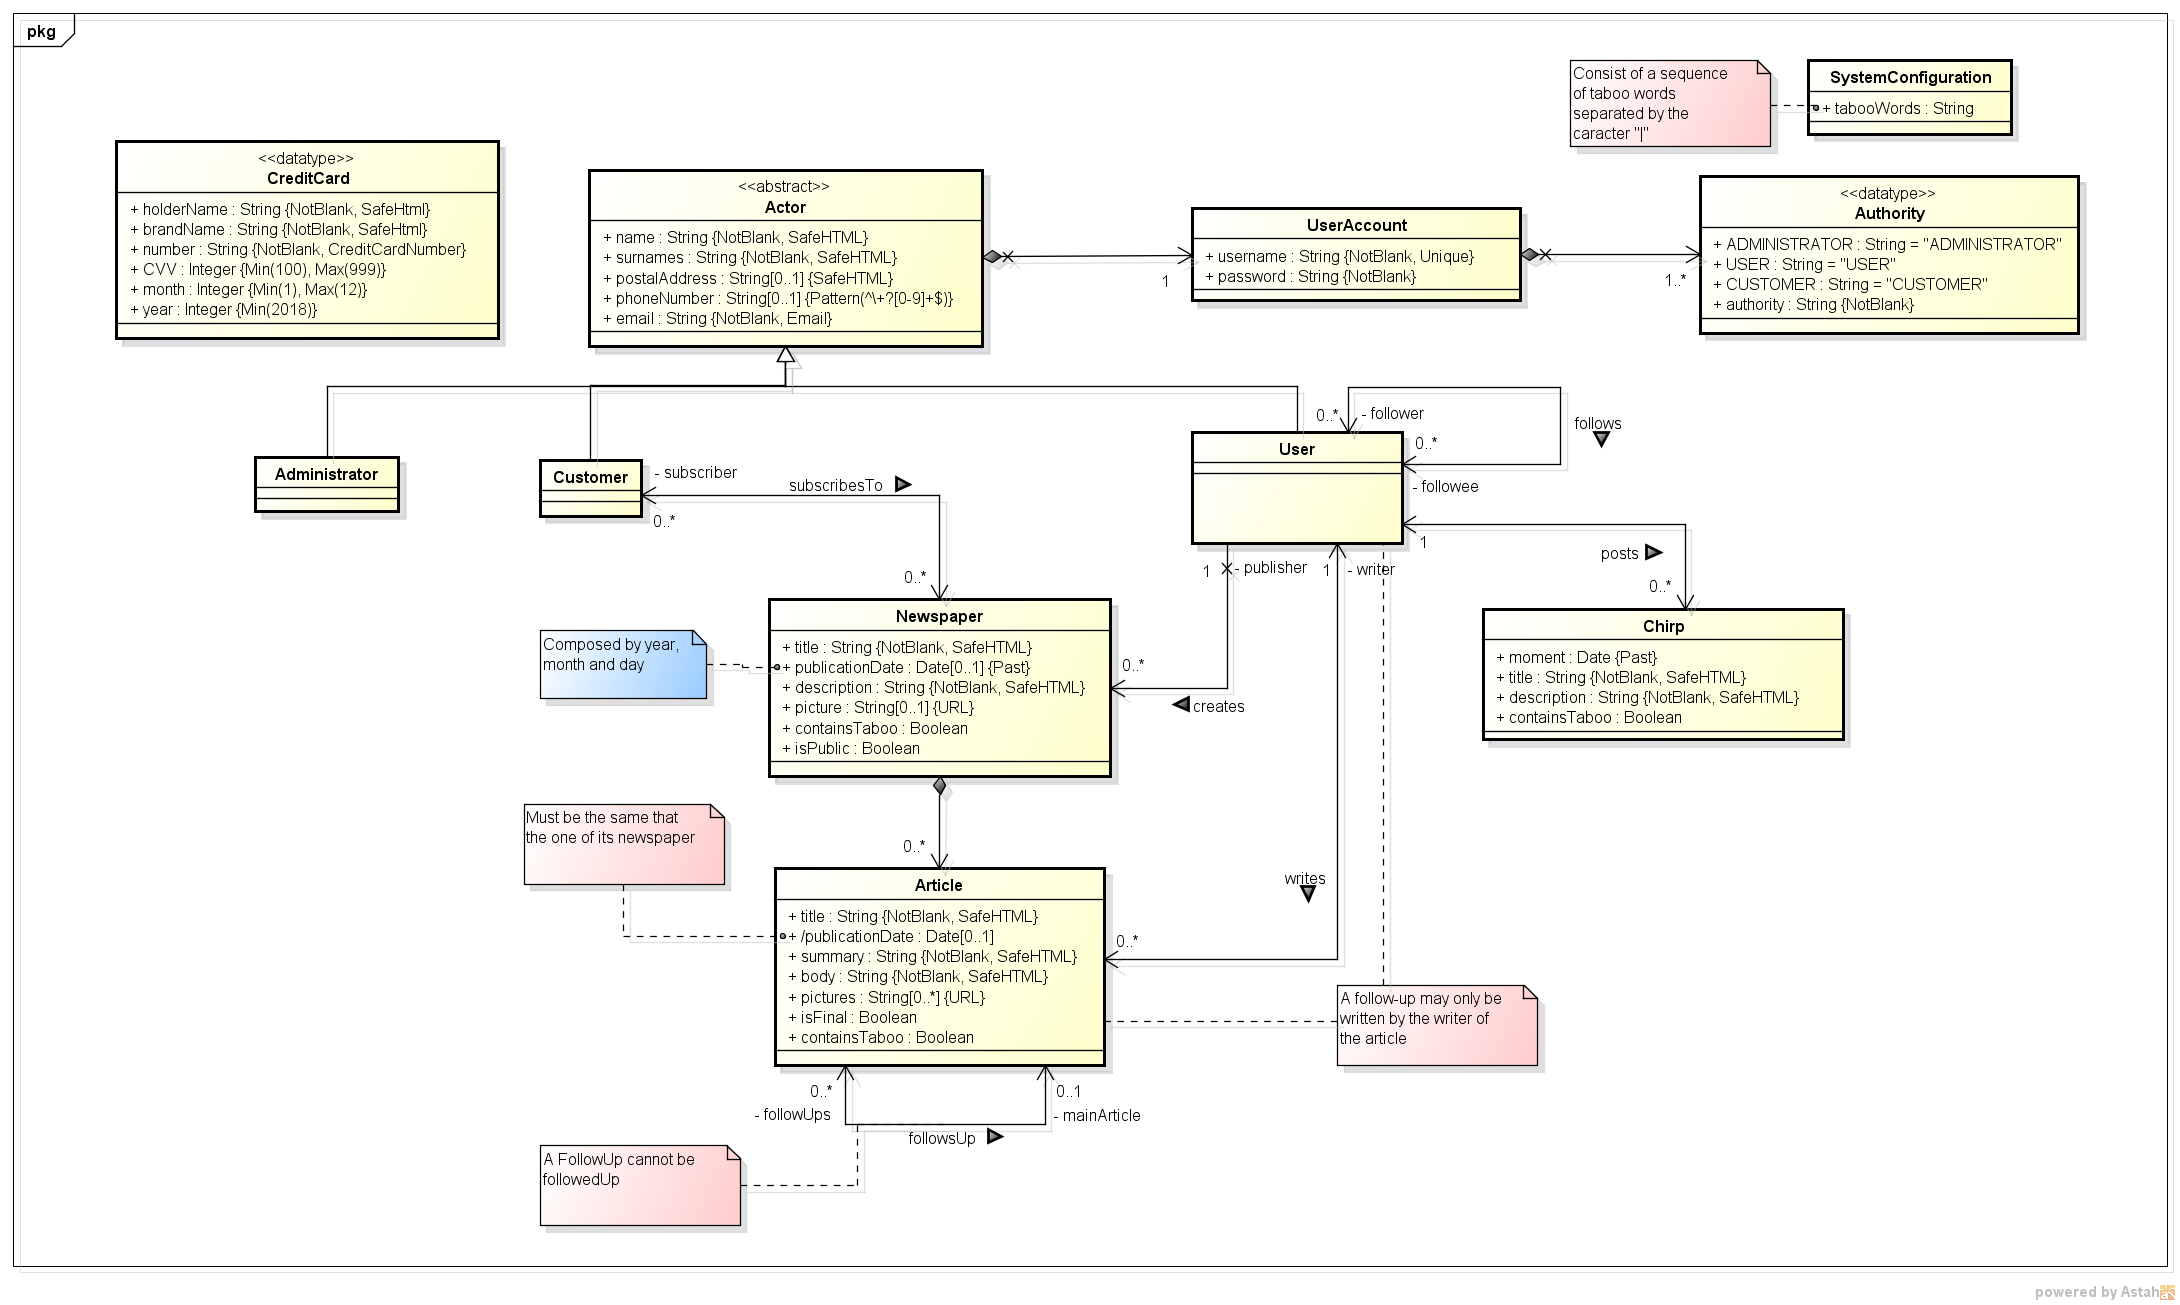 pkg
Consist of a sequence
of taboo words
separated by the
caracter "|"
SystemConfiguration
+ tabooWords : String
<<datatype>>
CreditCard
+ holderName : String {NotBlank, SafeHtml}
+ brandName : String {NotBlank, SafeHtml}
+ number : String {NotBlank, CreditCardNumber}
+ CVV : Integer {Min(100), Max(999)}
+ month : Integer {Min(1), Max(12)}
+ year : Integer {Min(2018)}
<<abstract>>
Actor
+ name : String {NotBlank, SafeHTML}
+ surnames : String {NotBlank, SafeHTML}
+ postalAddress : String[0..1] {SafeHTML}
+ phoneNumber : String[0..1] {Pattern(^\+?[0-9]+$)}
+ email : String {NotBlank, Email}
1
UserAccount
+ username : String {NotBlank, Unique}
+ password : String {NotBlank}
1..*
<<datatype>>
Authority
+ ADMINISTRATOR : String = "ADMINISTRATOR"
+ USER : String = "USER"
+ CUSTOMER : String = "CUSTOMER"
+ authority : String {NotBlank}
Administrator
Customer
- subscriber
0..*
subscribesTo
0..*
User
0..*
- follower
0..*
- followee
follows
1
posts
0..*
1
- publisher
1
- writer
Newspaper
+ title : String {NotBlank, SafeHTML}
+ publicationDate : Date[0..1] {Past}
+ description : String {NotBlank, SafeHTML}
+ picture : String[0..1] {URL}
+ containsTaboo : Boolean
+ isPublic : Boolean
Composed by year,
month and day
0..*
creates
Chirp
+ moment : Date {Past}
+ title : String {NotBlank, SafeHTML}
+ description : String {NotBlank, SafeHTML}
+ containsTaboo : Boolean
Must be the same that
the one of its newspaper
0..*
Article
+ title : String {NotBlank, SafeHTML}
+ /publicationDate : Date[0..1]
+ summary : String {NotBlank, SafeHTML}
+ body : String {NotBlank, SafeHTML}
+ pictures : String[0..*] {URL}
+ isFinal : Boolean
+ containsTaboo : Boolean
writes
0..*
A follow-up may only be
written by the writer of
the article
0..*
- followUps
0..1
- mainArticle
followsUp
A FollowUp cannot be
followedUp
powered by Astah